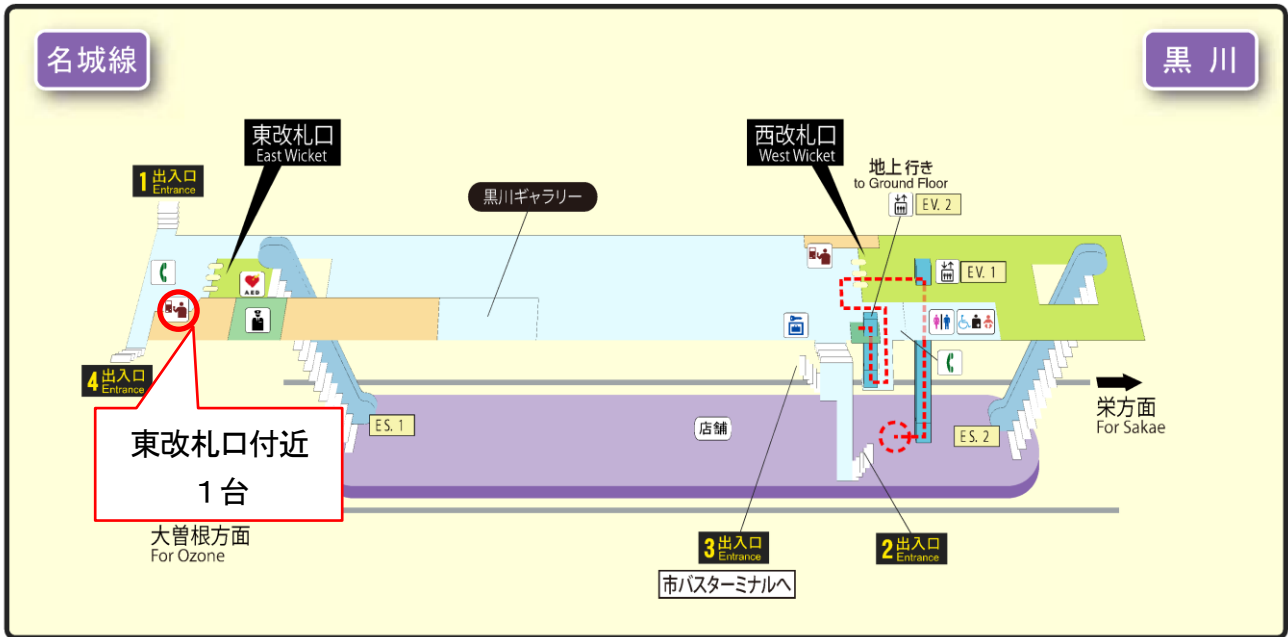 名城線
黒 川
東改札口
East Wicket
西改札口
West Wicket
地上行き
to Ground Floor
EV. 2
1出入口
Entrance
黒川ギャラリー
AED
EV. 1
4出入口
Entrance
ES. 1
店舗
ES. 2
栄方面
For Sakae
東改札口付近
1台
大曽根方面
For Ozone
3出入口
Entrance
2出入口
Entrance
市バスターミナルへ